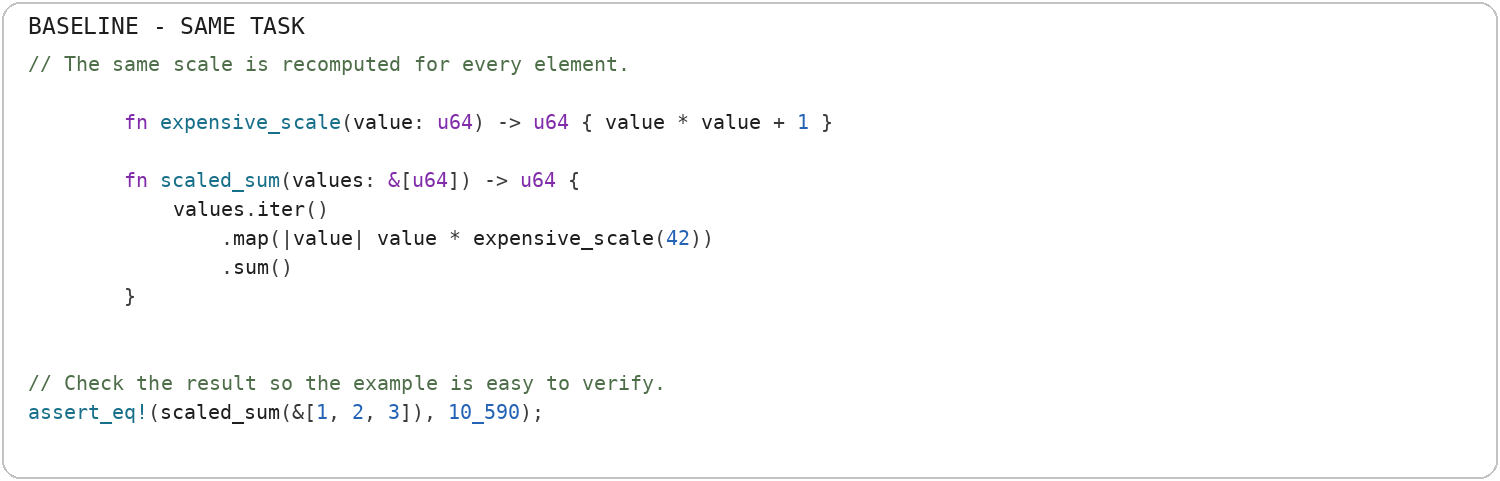 BASELINE - SAME TASK
// The same scale is recomputed for every element.
fn expensive_scale(value: u64) -> u64 { value * value + 1 }
fn scaled_sum(values: &[u64]) -> u64 {
values.iter()
.map(|value| value * expensive_scale(42))
.sum()
}
// Check the result so the example is easy to verify.
assert_eq!(scaled_sum(&[1, 2, 3]), 10_590);